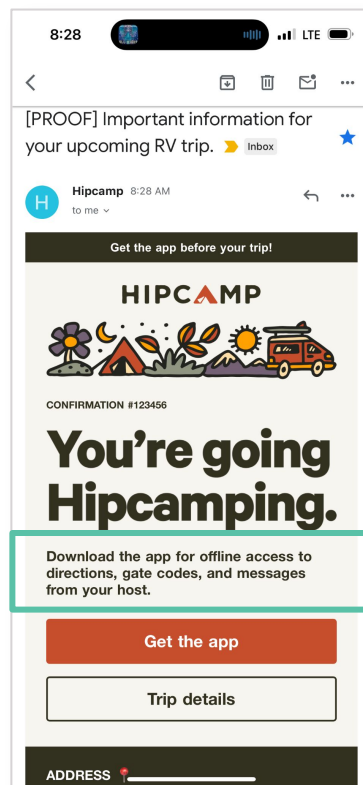 8:28
LTE
[PROOF] Important information for
your upcoming RV trip. Inbox
H
Hipcamp 8:28 AM
to me
Get the app before your trip!
HIPCAMP
CONFIRMATION #123456
You're going
Hipcamping.
Download the app for offline access to
directions, gate codes, and messages
from your host.
Get the app
Trip details
ADDRESS 📍